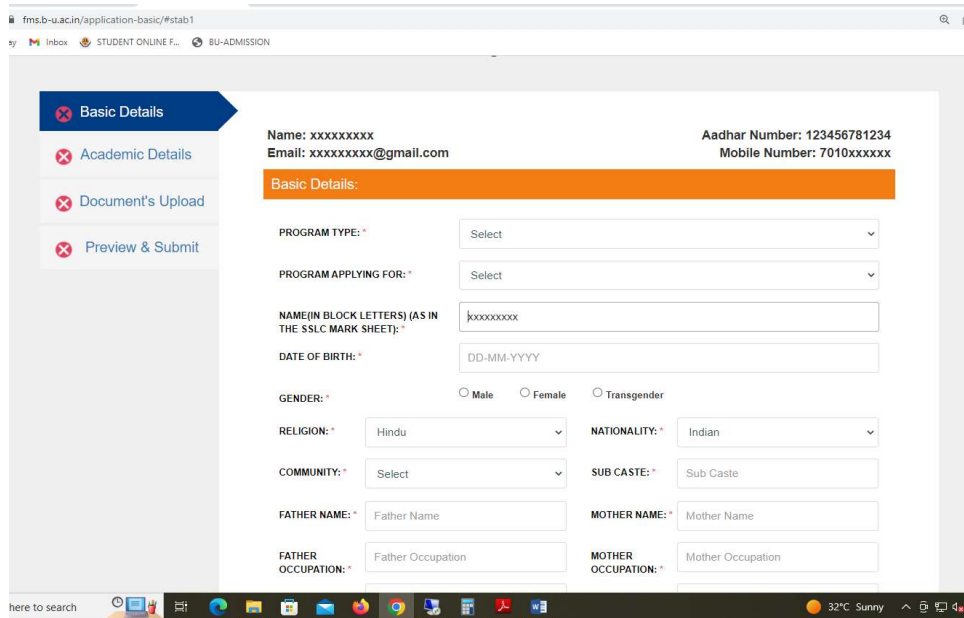 fms.b-u.ac.in/application-basic/#stab1
Inbox STUDENT ONLINE F... BU-ADMISSION
Basic Details
Academic Details
Document's Upload
Preview & Submit
Name: xxxxxxxxx Aadhar Number: 123456781234
Email: xxxxxxxxx@gmail.com Mobile Number: 7010xxxxxx
Basic Details:
PROGRAM TYPE: * Select
PROGRAM APPLYING FOR: * Select
NAME(IN BLOCK LETTERS) (AS IN
THE SSLC MARK SHEET): * xxxxxxxxx
DATE OF BIRTH: * DD-MM-YYYY
GENDER: * Male Female Transgender
RELIGION: * Hindu NATIONALITY: * Indian
COMMUNITY: * Select SUB CASTE: * Sub Caste
FATHER NAME: * Father Name MOTHER NAME: * Mother Name
FATHER
OCCUPATION: * Father Occupation MOTHER
OCCUPATION: * Mother Occupation
here to search 32°C Sunny